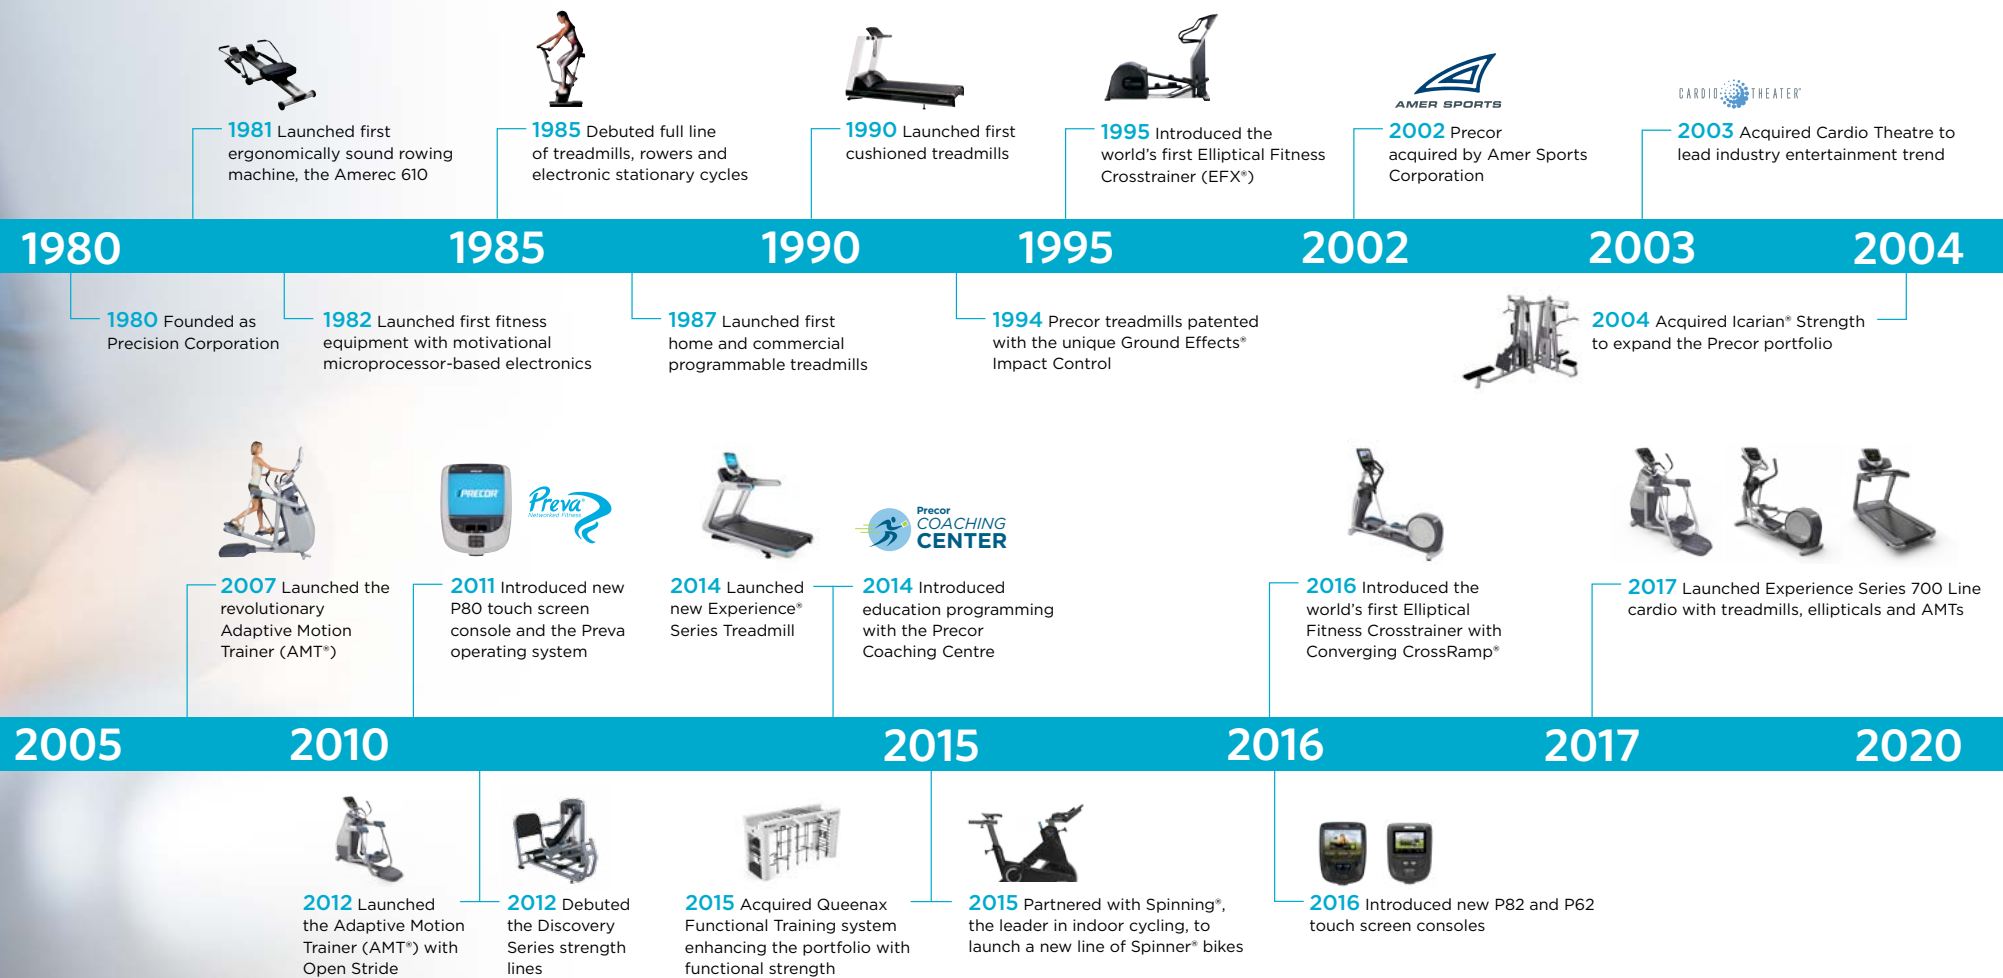 AMER SPORTS
CARDIO THEATER®
1981 Launched first
ergonomically sound rowing
machine, the Amerec 610
1985 Debuted full line
of treadmills, rowers and
electronic stationary cycles
1990 Launched first
cushioned treadmills
1995 Introduced the
world's first Elliptical Fitness
Crosstrainer (EFX®)
2002 Precor
acquired by Amer Sports
Corporation
2003 Acquired Cardio Theatre to
lead industry entertainment trend
1980 1985 1990 1995 2002 2003 2004
1980 Founded as
Precision Corporation
1982 Launched first fitness
equipment with motivational
microprocessor-based electronics
1987 Launched first
home and commercial
programmable treadmills
1994 Precor treadmills patented
with the unique Ground Effects®
Impact Control
2004 Acquired Icarian® Strength
to expand the Precor portfolio
PRECOR
Preva
Networked Fitness
Precor
COACHING
CENTER
2007 Launched the
revolutionary
Adaptive Motion
Trainer (AMT®)
2011 Introduced new
P80 touch screen
console and the Preva
operating system
2014 Launched
new Experience®
Series Treadmill
2014 Introduced
education programming
with the Precor
Coaching Centre
2016 Introduced the
world's first Elliptical
Fitness Crosstrainer with
Converging CrossRamp®
2017 Launched Experience Series 700 Line
cardio with treadmills, ellipticals and AMTs
2005 2010 2015 2016 2017 2020
2012 Launched
the Adaptive Motion
Trainer (AMT®) with
Open Stride
2012 Debuted
the Discovery
Series strength
lines
2015 Acquired Queenax
Functional Training system
enhancing the portfolio with
functional strength
2015 Partnered with Spinning®,
the leader in indoor cycling, to
launch a new line of Spinner® bikes
2016 Introduced new P82 and P62
touch screen consoles